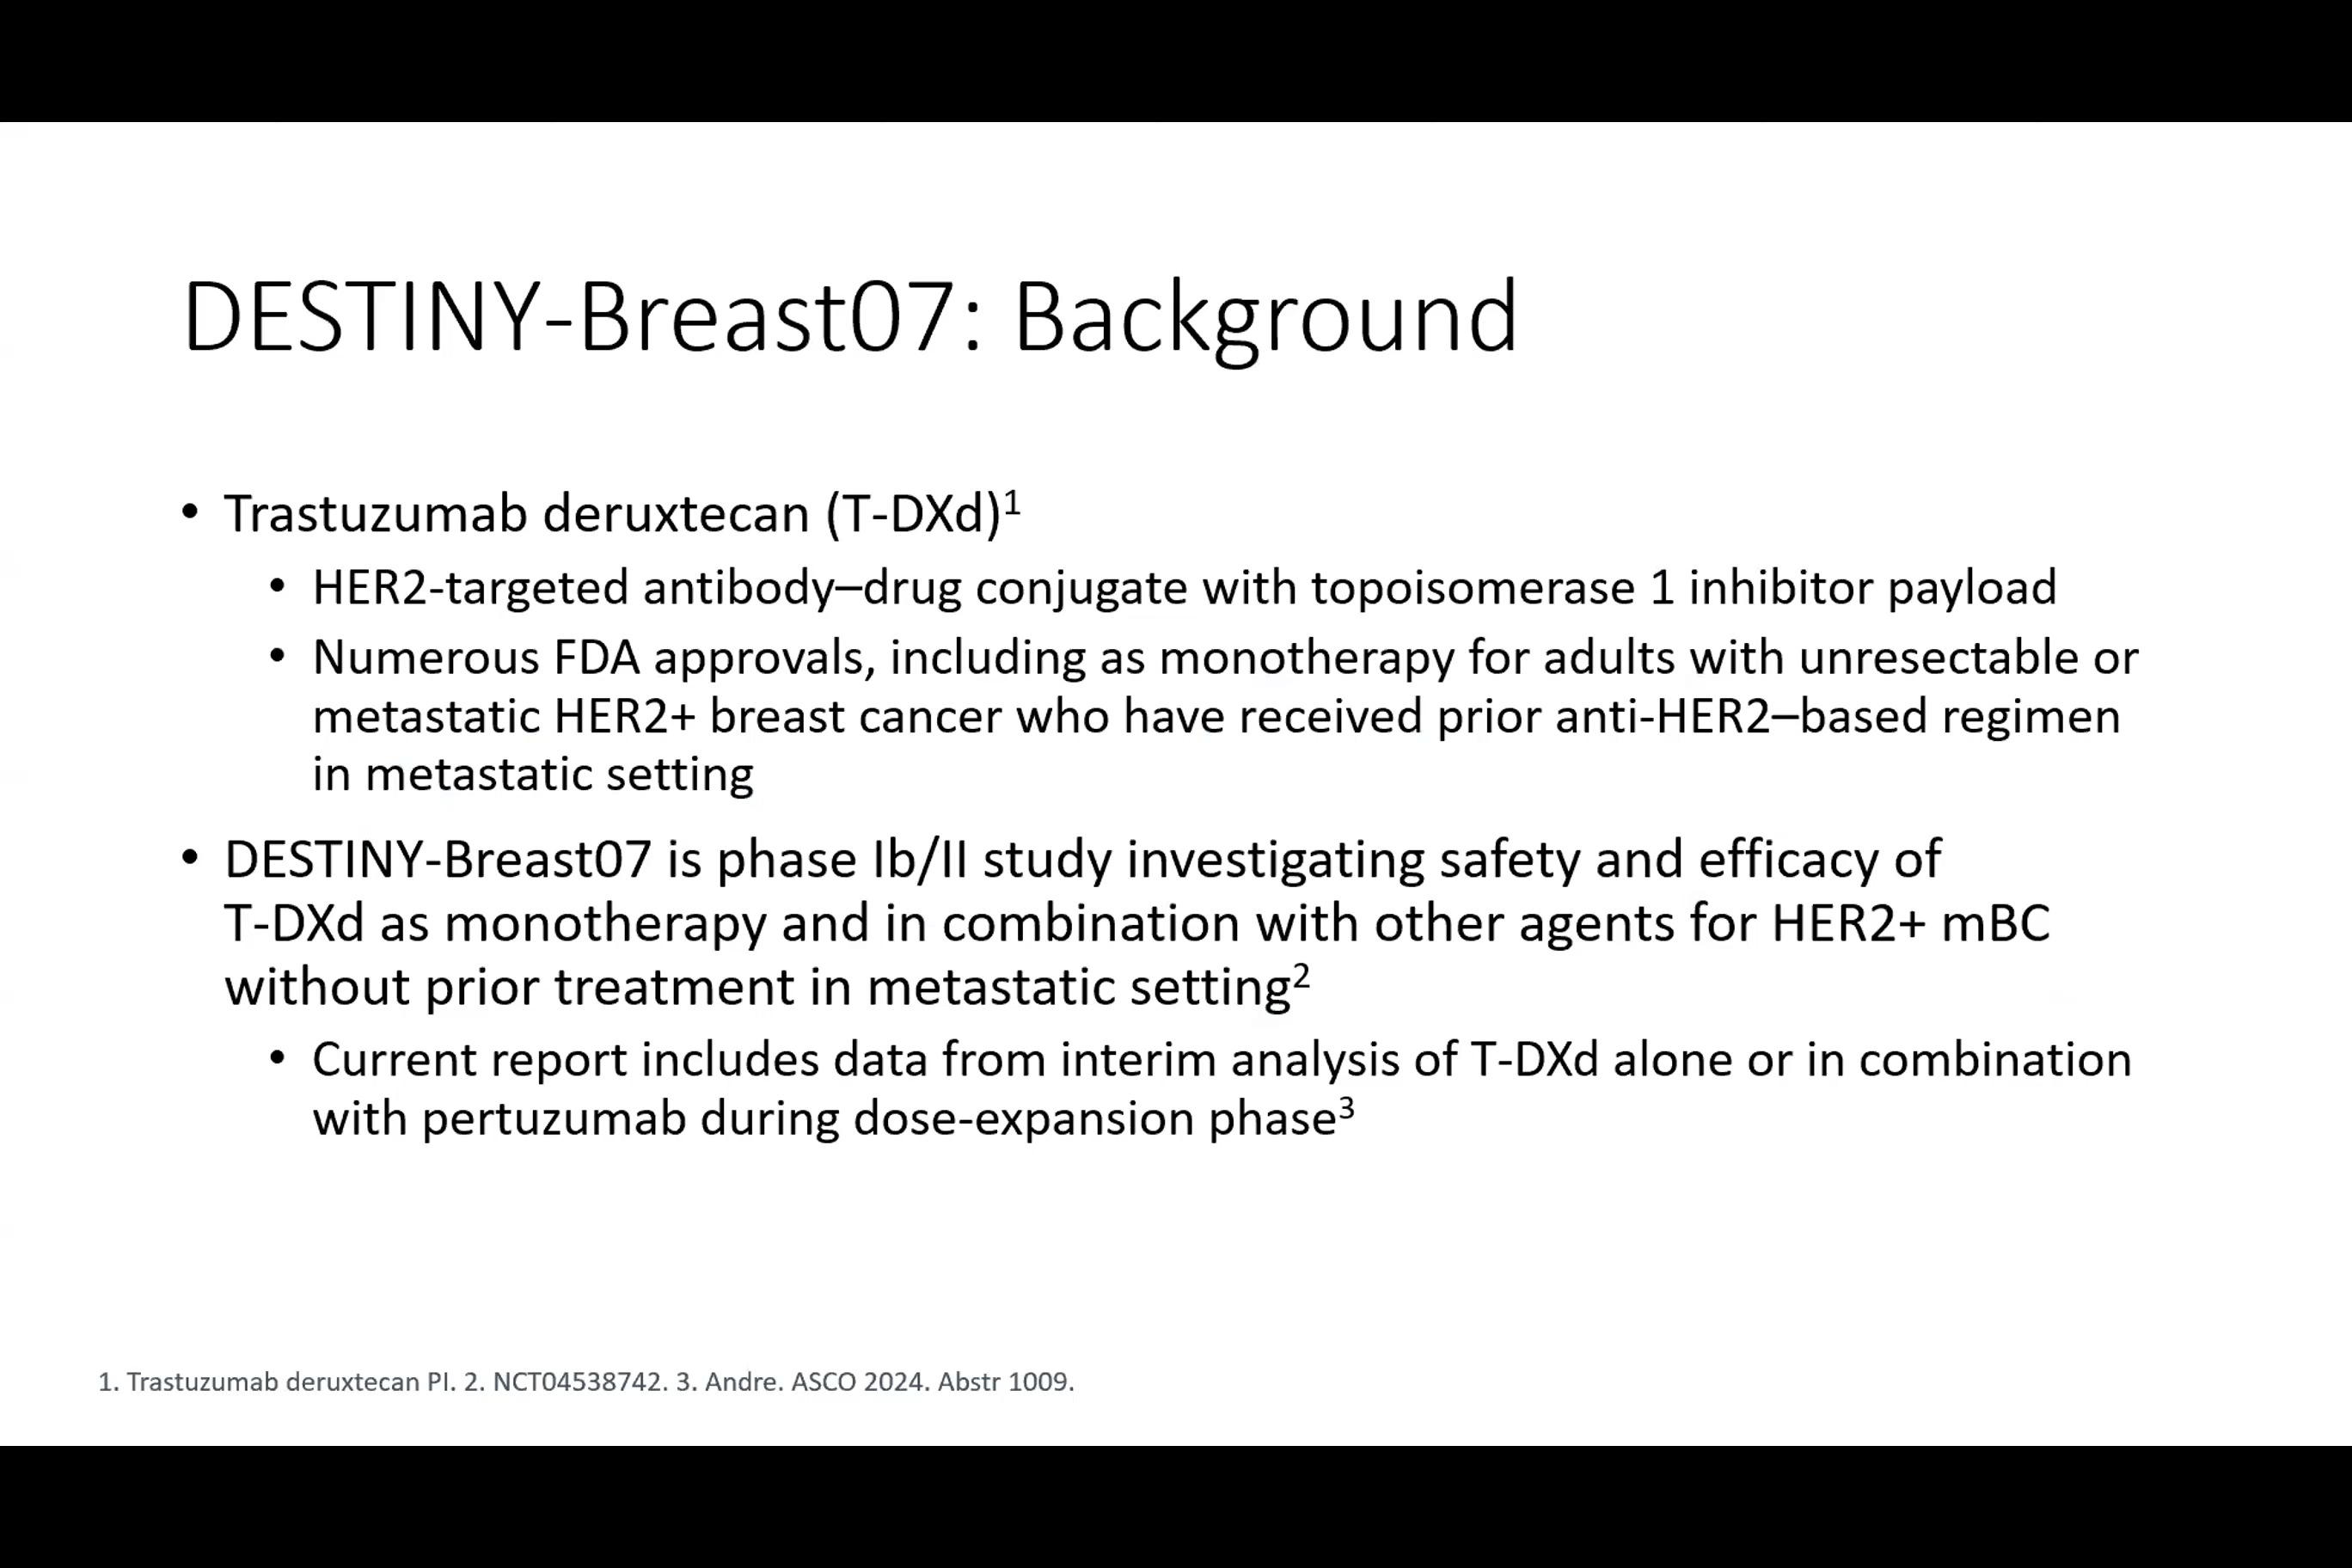 DESTINY-Breast07: Background
• Trastuzumab deruxtecan (T-DXd)¹
• HER2-targeted antibody–drug conjugate with topoisomerase 1 inhibitor payload
• Numerous FDA approvals, including as monotherapy for adults with unresectable or
metastatic HER2+ breast cancer who have received prior anti-HER2–based regimen
in metastatic setting
• DESTINY-Breast07 is phase Ib/II study investigating safety and efficacy of
T-DXd as monotherapy and in combination with other agents for HER2+ mBC
without prior treatment in metastatic setting²
• Current report includes data from interim analysis of T-DXd alone or in combination
with pertuzumab during dose-expansion phase³
1. Trastuzumab deruxtecan PI. 2. NCT04538742. 3. Andre. ASCO 2024. Abstr 1009.